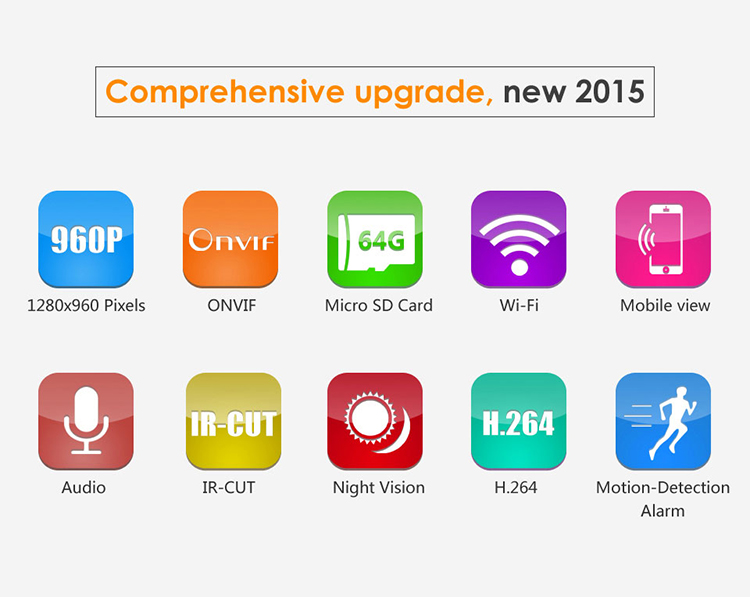 Comprehensive upgrade, new 2015
960P
ONVIF
64G
1280x960 Pixels
ONVIF
Micro SD Card
Wi-Fi
Mobile view
IR-CUT
H.264
Audio
IR-CUT
Night Vision
H.264
Motion-Detection
Alarm